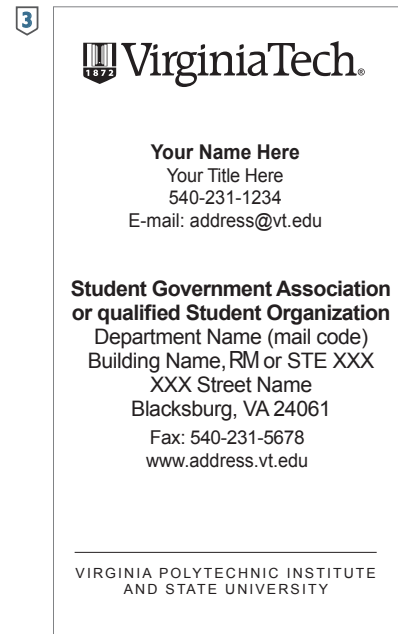 3
1872
VirginiaTech®
Your Name Here
Your Title Here
540-231-1234
E-mail: address@vt.edu
Student Government Association
or qualified Student Organization
Department Name (mail code)
Building Name, RM or STE XXX
XXX Street Name
Blacksburg, VA 24061
Fax: 540-231-5678
www.address.vt.edu
VIRGINIA POLYTECHNIC INSTITUTE
AND STATE UNIVERSITY